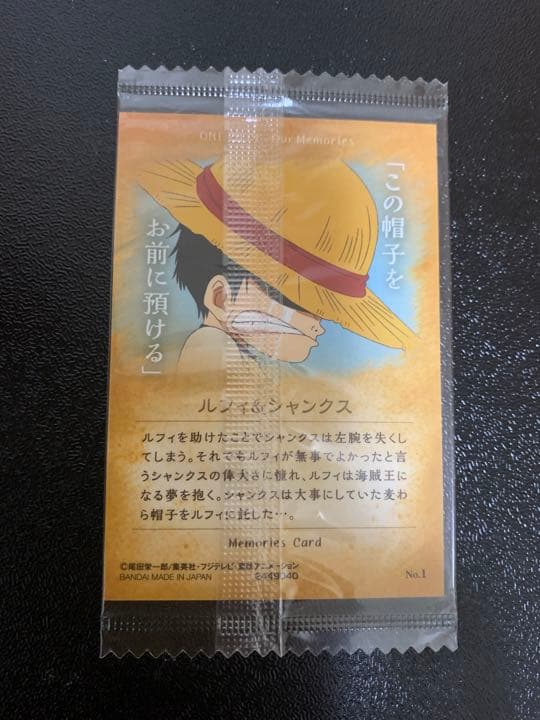 Our Memories
「この帽子を
お前に預ける」
ルフィ&シャンクス
ルフィを助けたことでシャンクスは左腕を失くし
てしまう。それでもルフィが無事でよかったと言
うシャンクスの偉大さに憧れ、ルフィは海賊王に
なる夢を抱く。シャンクスは大事にしていた麦わ
ら帽子をルフィに託した…。
Memories Card
©尾田栄一郎/集英社・フジテレビ・東映アニメーション
BANDAI MADE IN JAPAN 2449040
No.1